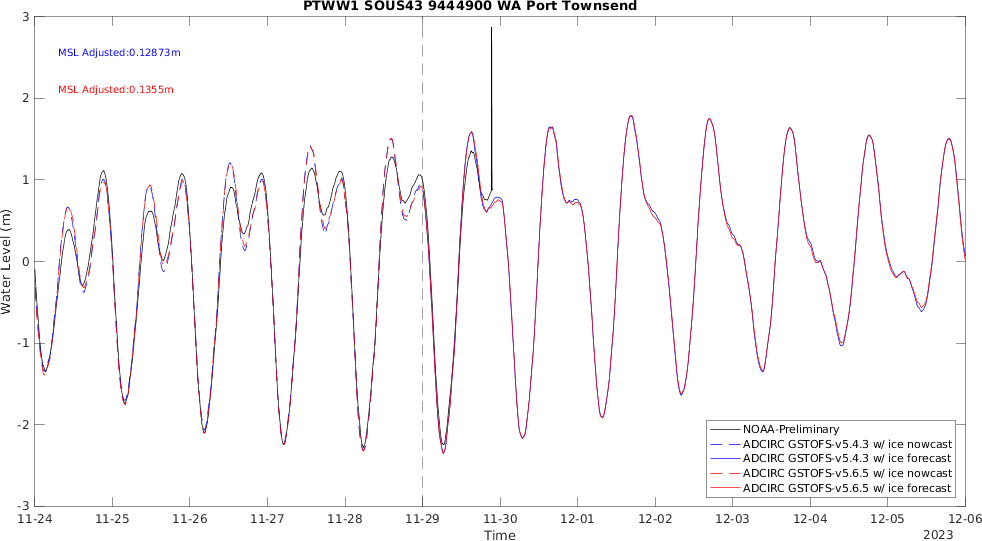 PTWW1 SOUS43 9444900 WA Port Townsend
MSL Adjusted:0.12873m
MSL Adjusted:0.1355m
Water Level (m)
3
2
1
0
-1
-2
-3
NOAA-Preliminary
ADCIRC GSTOFS-v5.4.3 w/ ice nowcast
ADCIRC GSTOFS-v5.4.3 w/ ice forecast
ADCIRC GSTOFS-v5.6.5 w/ ice nowcast
ADCIRC GSTOFS-v5.6.5 w/ ice forecast
11-24 11-25 11-26 11-27 11-28 11-29 11-30 12-01 12-02 12-03 12-04 12-05 12-06
Time
2023